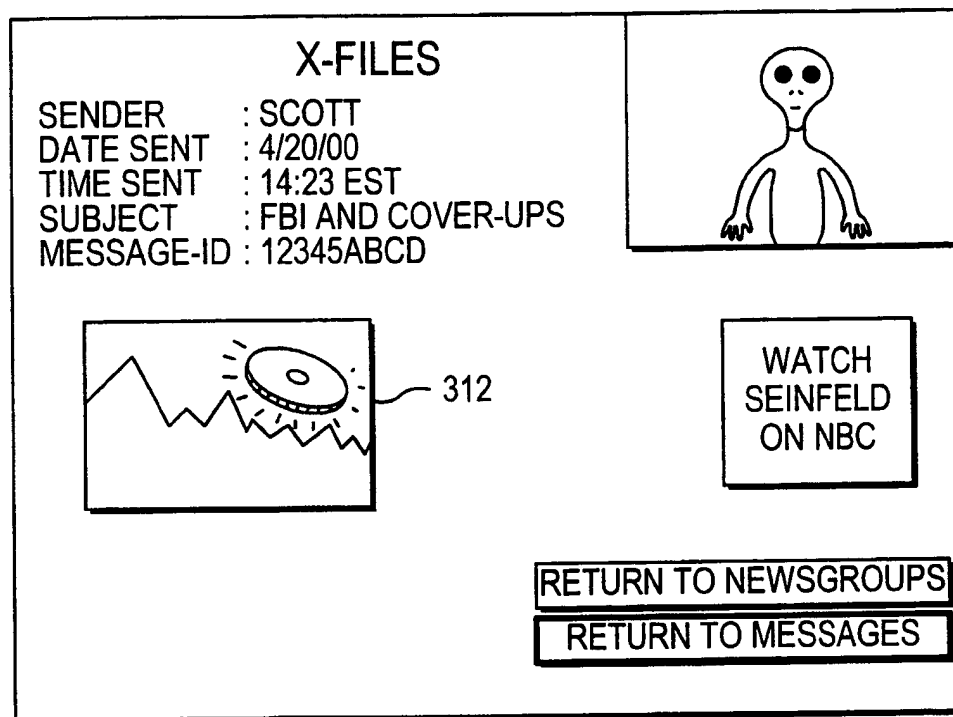 X-FILES
SENDER : SCOTT
DATE SENT : 4/20/00
TIME SENT : 14:23 EST
SUBJECT : FBI AND COVER-UPS
MESSAGE-ID : 12345ABCD
312
WATCH
SEINFELD
ON NBC
RETURN TO NEWSGROUPS
RETURN TO MESSAGES